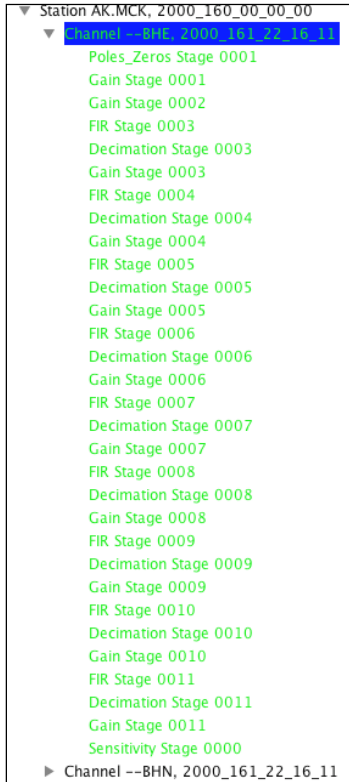 Station AK.MCK, 2000_160_00_00_00
Channel --BHE, 2000_161_22_16_11
Poles_Zeros Stage 0001
Gain Stage 0001
Gain Stage 0002
FIR Stage 0003
Decimation Stage 0003
Gain Stage 0003
FIR Stage 0004
Decimation Stage 0004
Gain Stage 0004
FIR Stage 0005
Decimation Stage 0005
Gain Stage 0005
FIR Stage 0006
Decimation Stage 0006
Gain Stage 0006
FIR Stage 0007
Decimation Stage 0007
Gain Stage 0007
FIR Stage 0008
Decimation Stage 0008
Gain Stage 0008
FIR Stage 0009
Decimation Stage 0009
Gain Stage 0009
FIR Stage 0010
Decimation Stage 0010
Gain Stage 0010
FIR Stage 0011
Decimation Stage 0011
Gain Stage 0011
Sensitivity Stage 0000
Channel --BHN, 2000_161_22_16_11